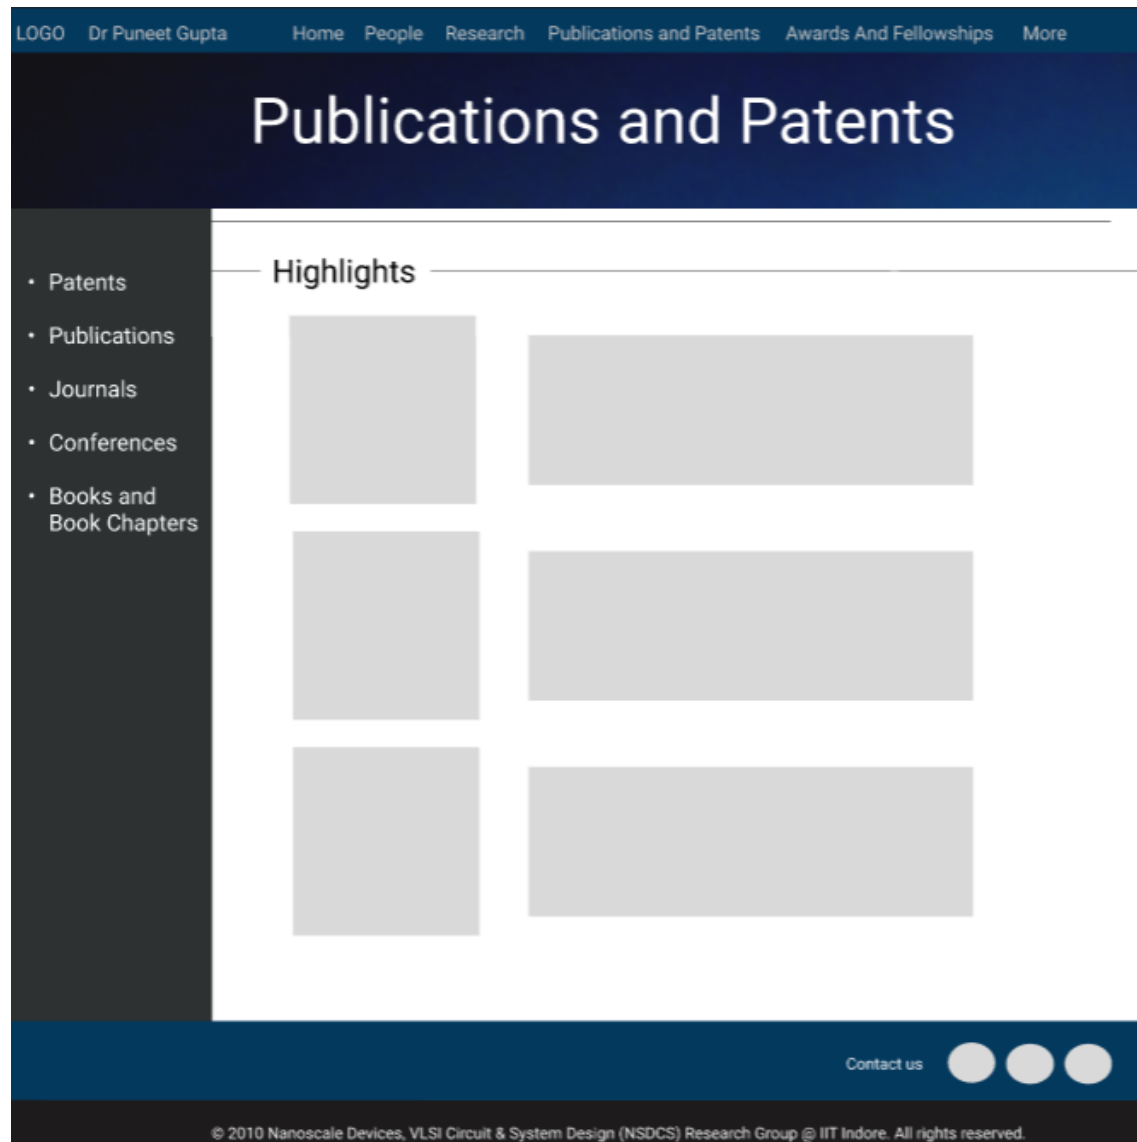 LOGO Dr Puneet Gupta Home People Research Publications and Patents Awards And Fellowships More
Publications and Patents
• Patents
• Publications
• Journals
• Conferences
• Books and
Book Chapters
Highlights
Contact us
© 2010 Nanoscale Devices, VLSI Circuit & System Design (NSDCS) Research Group @ IIT Indore. All rights reserved.